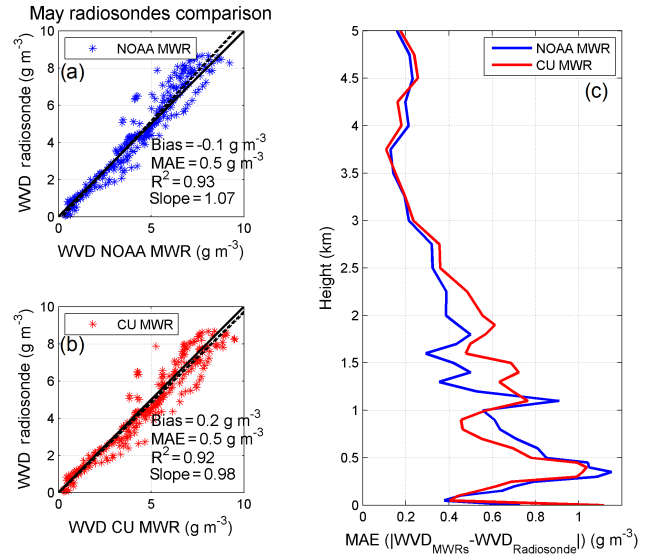 May radiosondes comparison
NOAA MWR
(a)
Bias=-0.1 g m-3
MAE=0.5 g m-3
R2=0.93
Slope=1.07
WVD radiosonde (g m-3)
10
8
6
4
2
0
0 5 10
WVD NOAA MWR (g m-3)
CU MWR
(b)
Bias=0.2 g m-3
MAE=0.5 g m-3
R2=0.92
Slope=0.98
WVD radiosonde (g m-3)
10
8
6
4
2
0
0 5 10
WVD CU MWR (g m-3)
NOAA MWR
CU MWR
(c)
Height (km)
5
4.5
4
3.5
3
2.5
2
1.5
1
0.5
0
0 0.2 0.4 0.6 0.8 1
MAE (|WVDMWRs-WVDRadiosonde|) (g m-3)